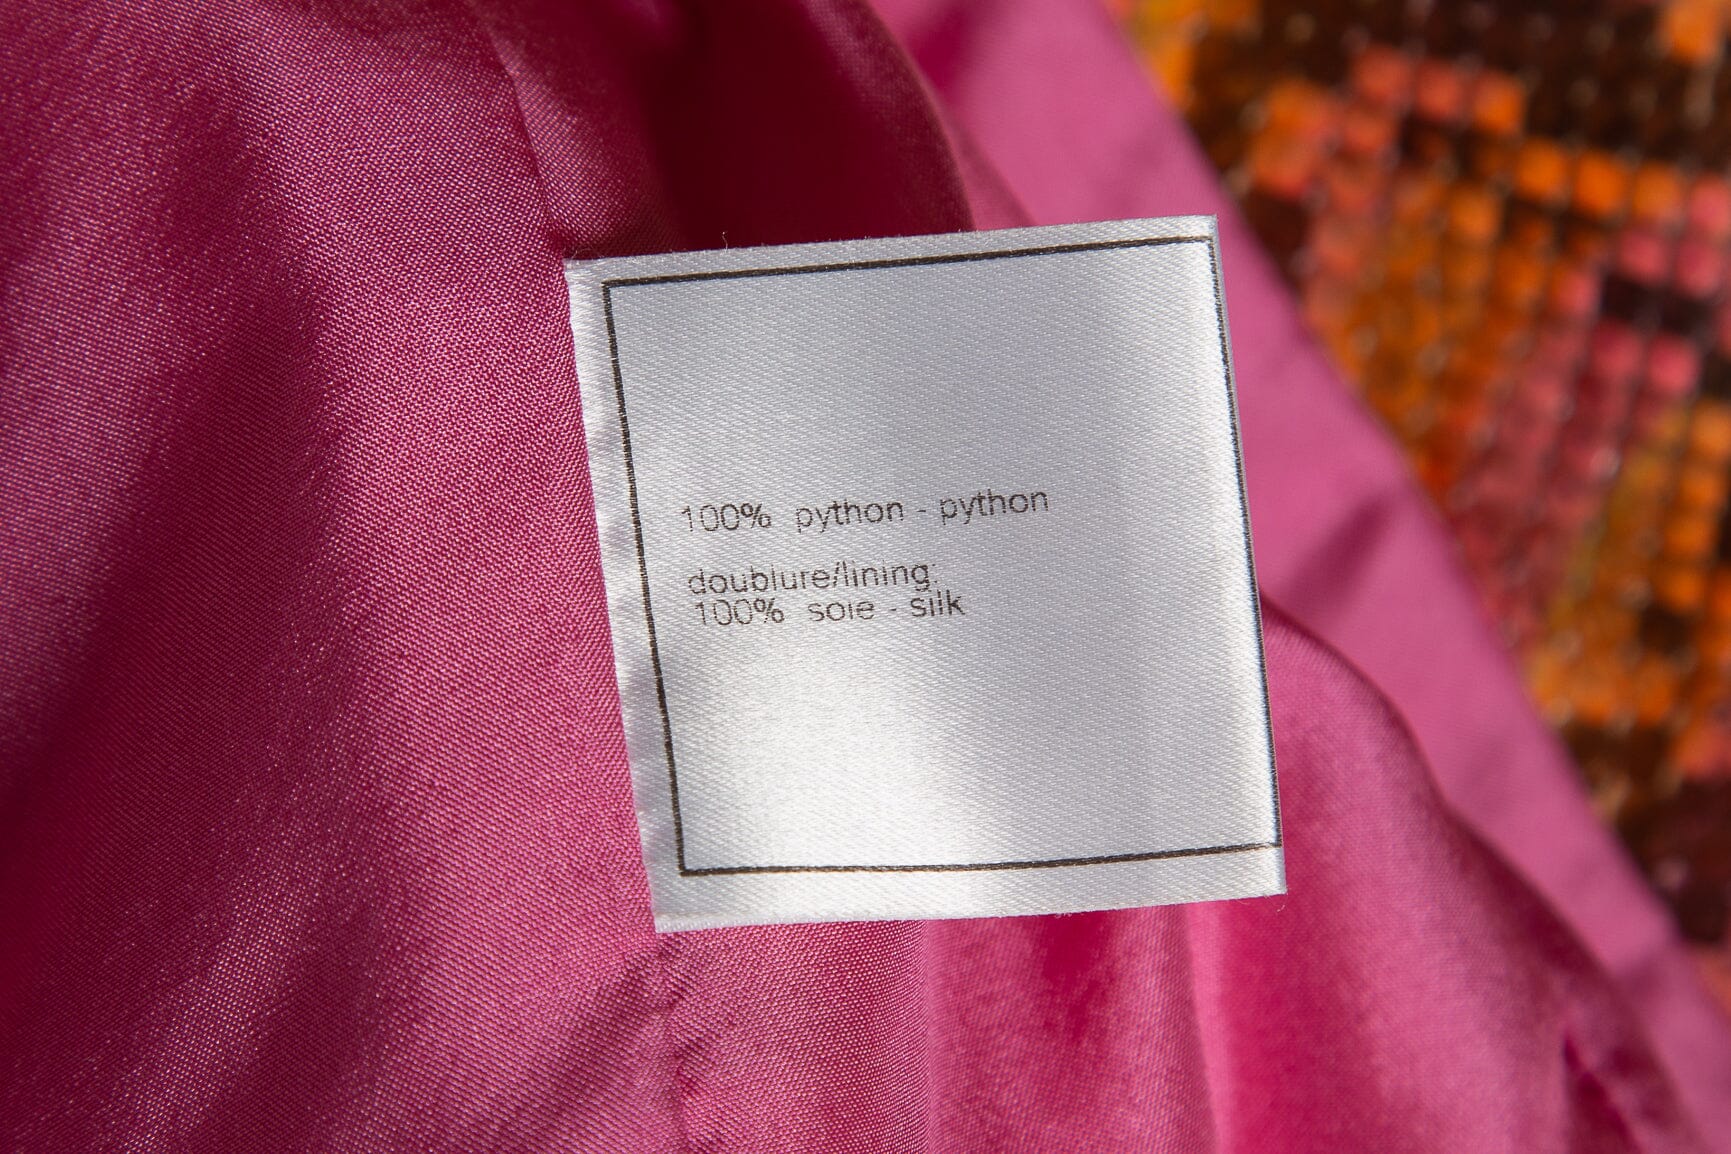 100% python - python
doublure/lining:
100% soie - silk